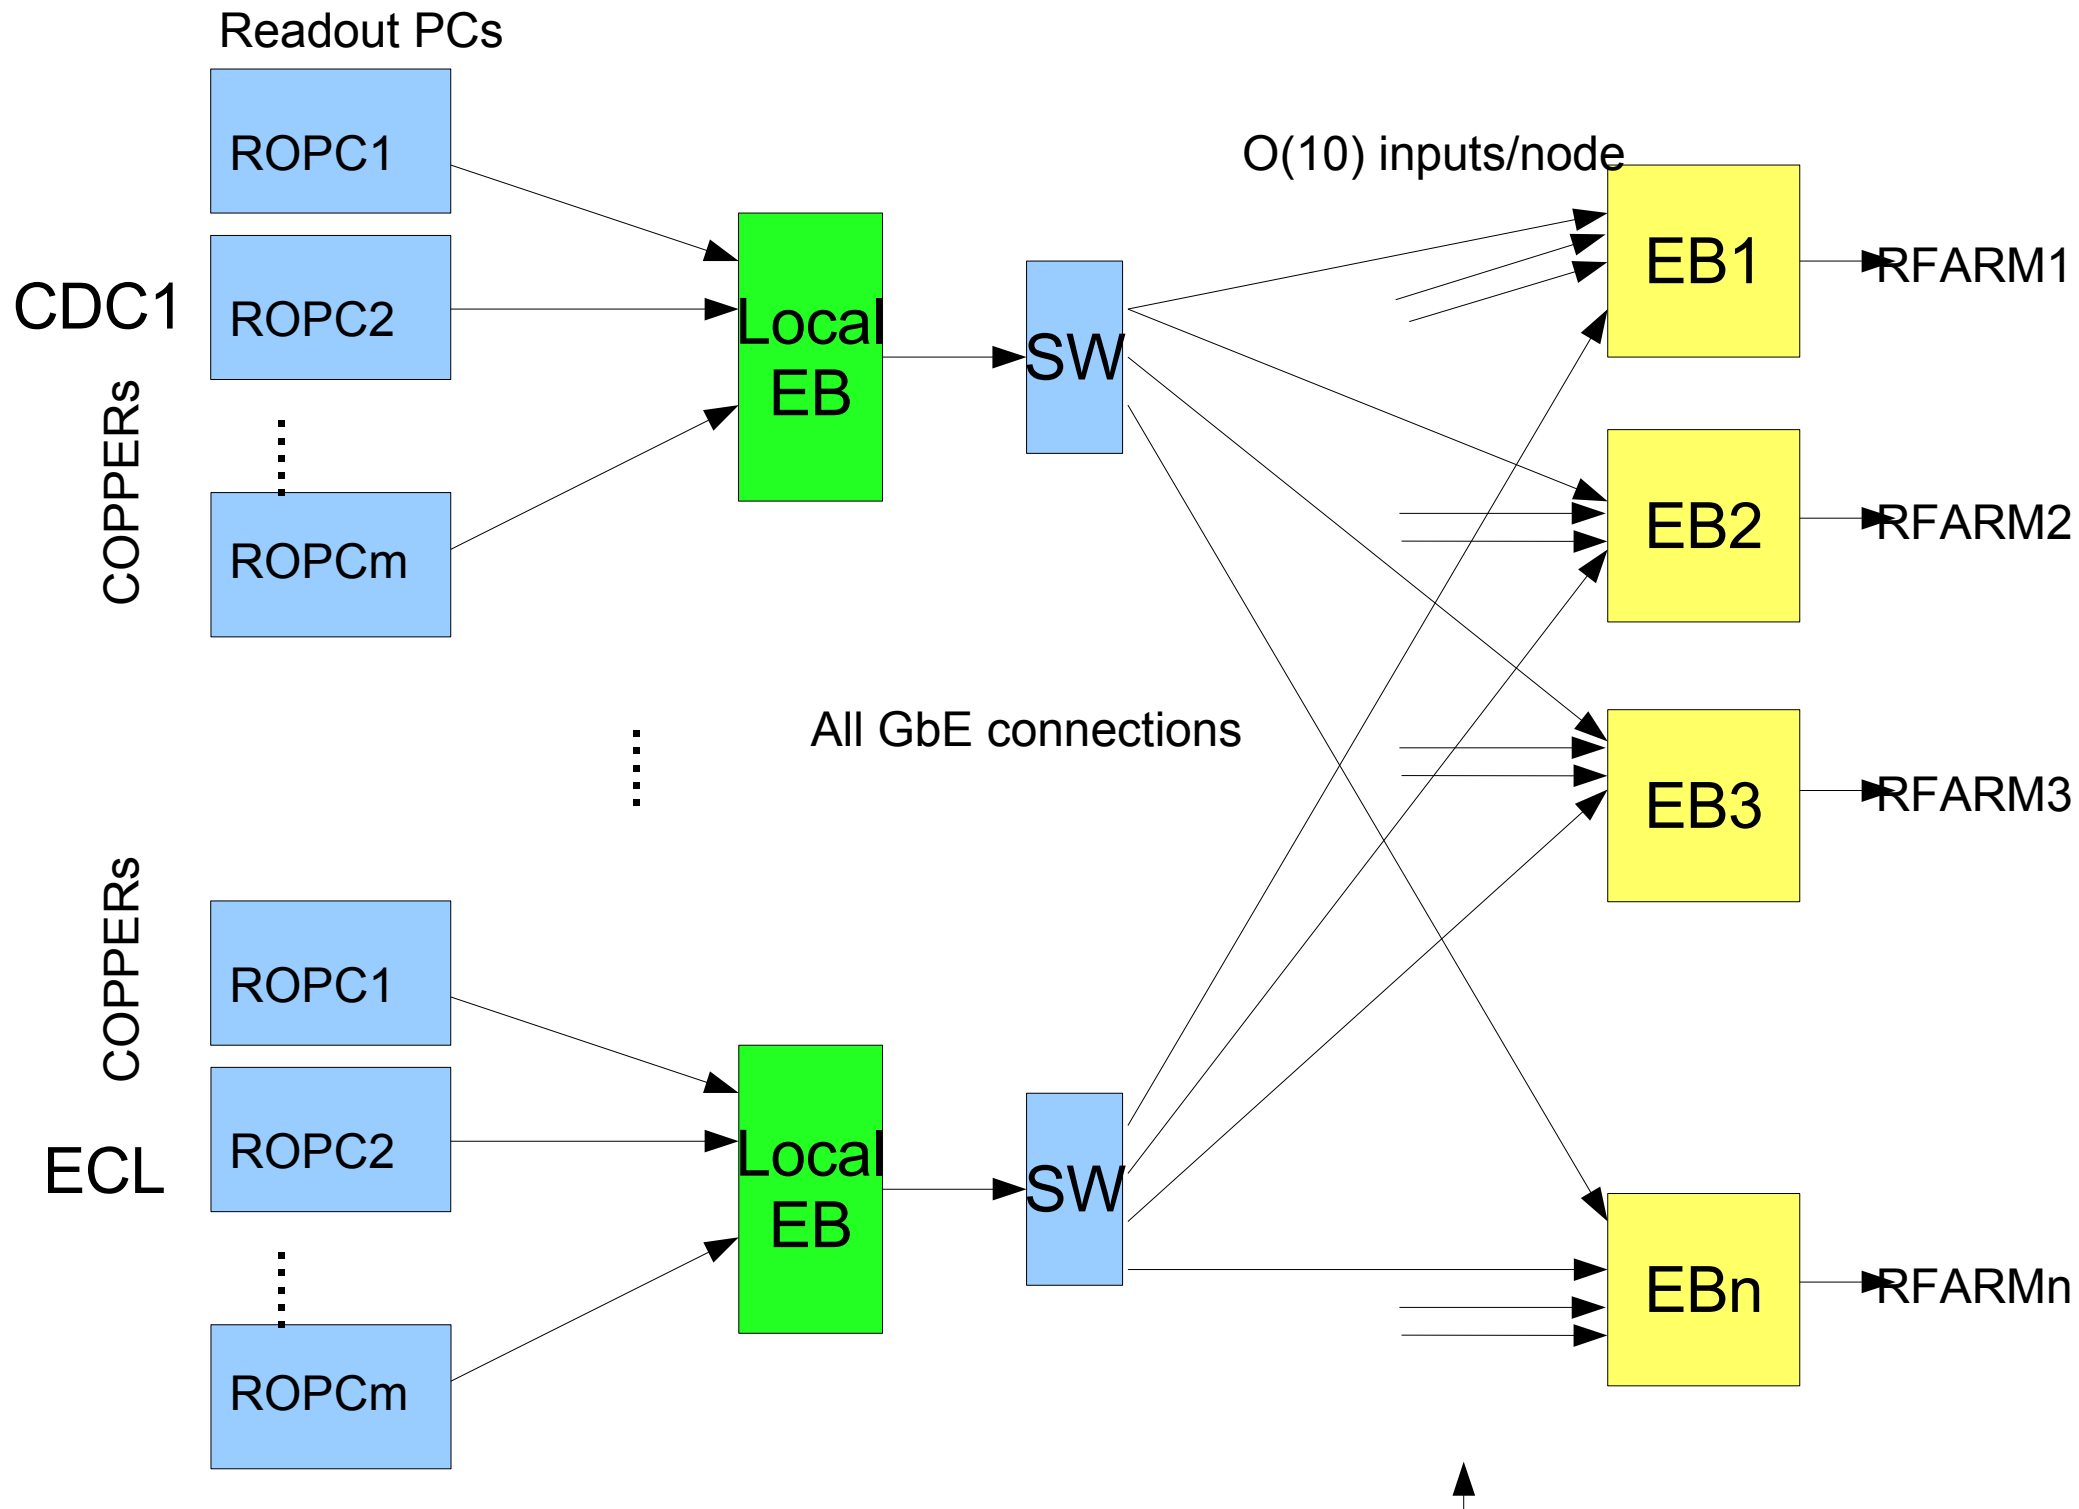 Readout PCs
ROPC1
O(10) inputs/node
EB1
RFARM1
CDC1
ROPC2
Local
EB
SW
COPPERs
ROPCm
EB2
RFARM2
All GbE connections
EB3
RFARM3
COPPERs
ROPC1
ECL
ROPC2
Local
EB
SW
EBn
RFARMn
ROPCm